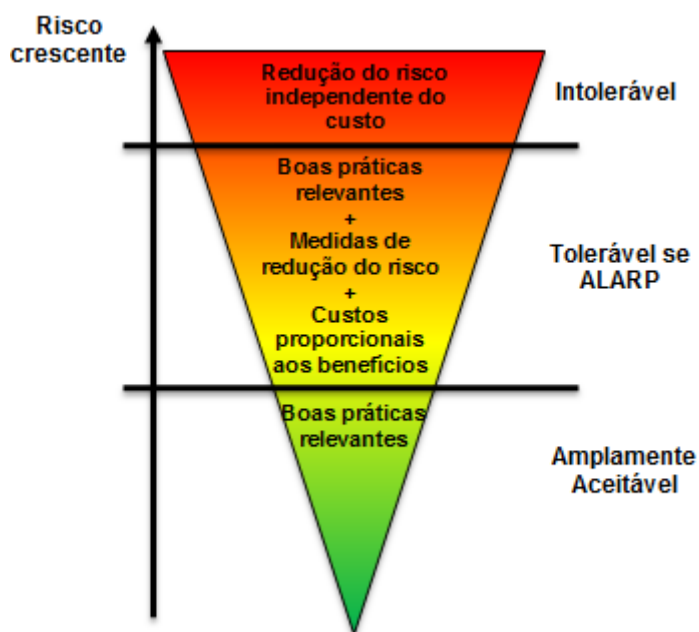 Risco
crescente
Redução do risco
independente do
custo
Intolerável
Boas práticas
relevantes
+
Medidas de
redução do risco
+
Custos
proporcionais
aos benefícios
Tolerável se
ALARP
Boas práticas
relevantes
Amplamente
Aceitável